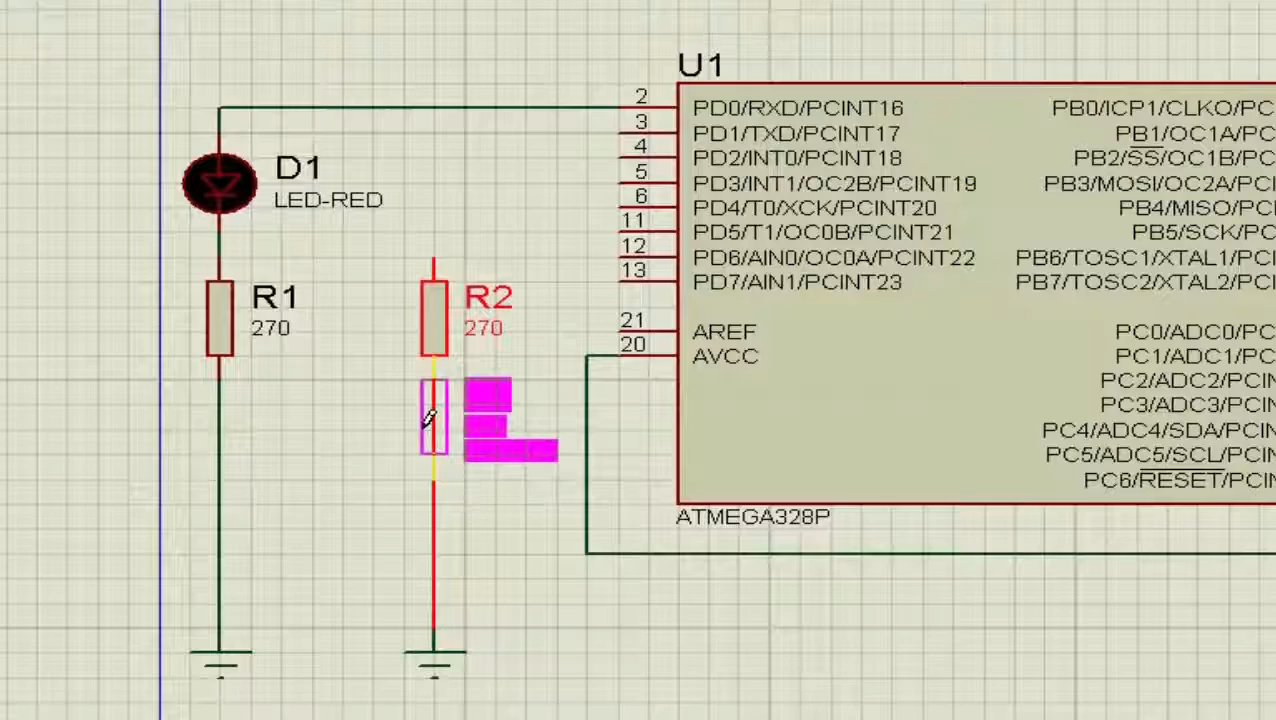 U1
2
PD0/RXD/PCINT16
3
PD1/TXD/PCINT17
4
PD2/INT0/PCINT18
5
PD3/INT1/OC2B/PCINT19
6
PD4/T0/XCK/PCINT20
11
PD5/T1/OC0B/PCINT21
12
PD6/AIN0/OC0A/PCINT22
13
PD7/AIN1/PCINT23
21
AREF
20
AVCC
PB0/ICP1/CLKO/PC
PB1/OC1A/PC
PB2/SS/OC1B/PC
PB3/MOSI/OC2A/PCI
PB4/MISO/PCI
PB5/SCK/PC
PB6/TOSC1/XTAL1/PCI
PB7/TOSC2/XTAL2/PCI
PC0/ADC0/PC
PC1/ADC1/PC
PC2/ADC2/PCIN
PC3/ADC3/PCIN
PC4/ADC4/SDA/PCIN
PC5/ADC5/SCL/PCIN
PC6/RESET/PCIN
ATMEGA328P
D1
LED-RED
R1
270
R2
270